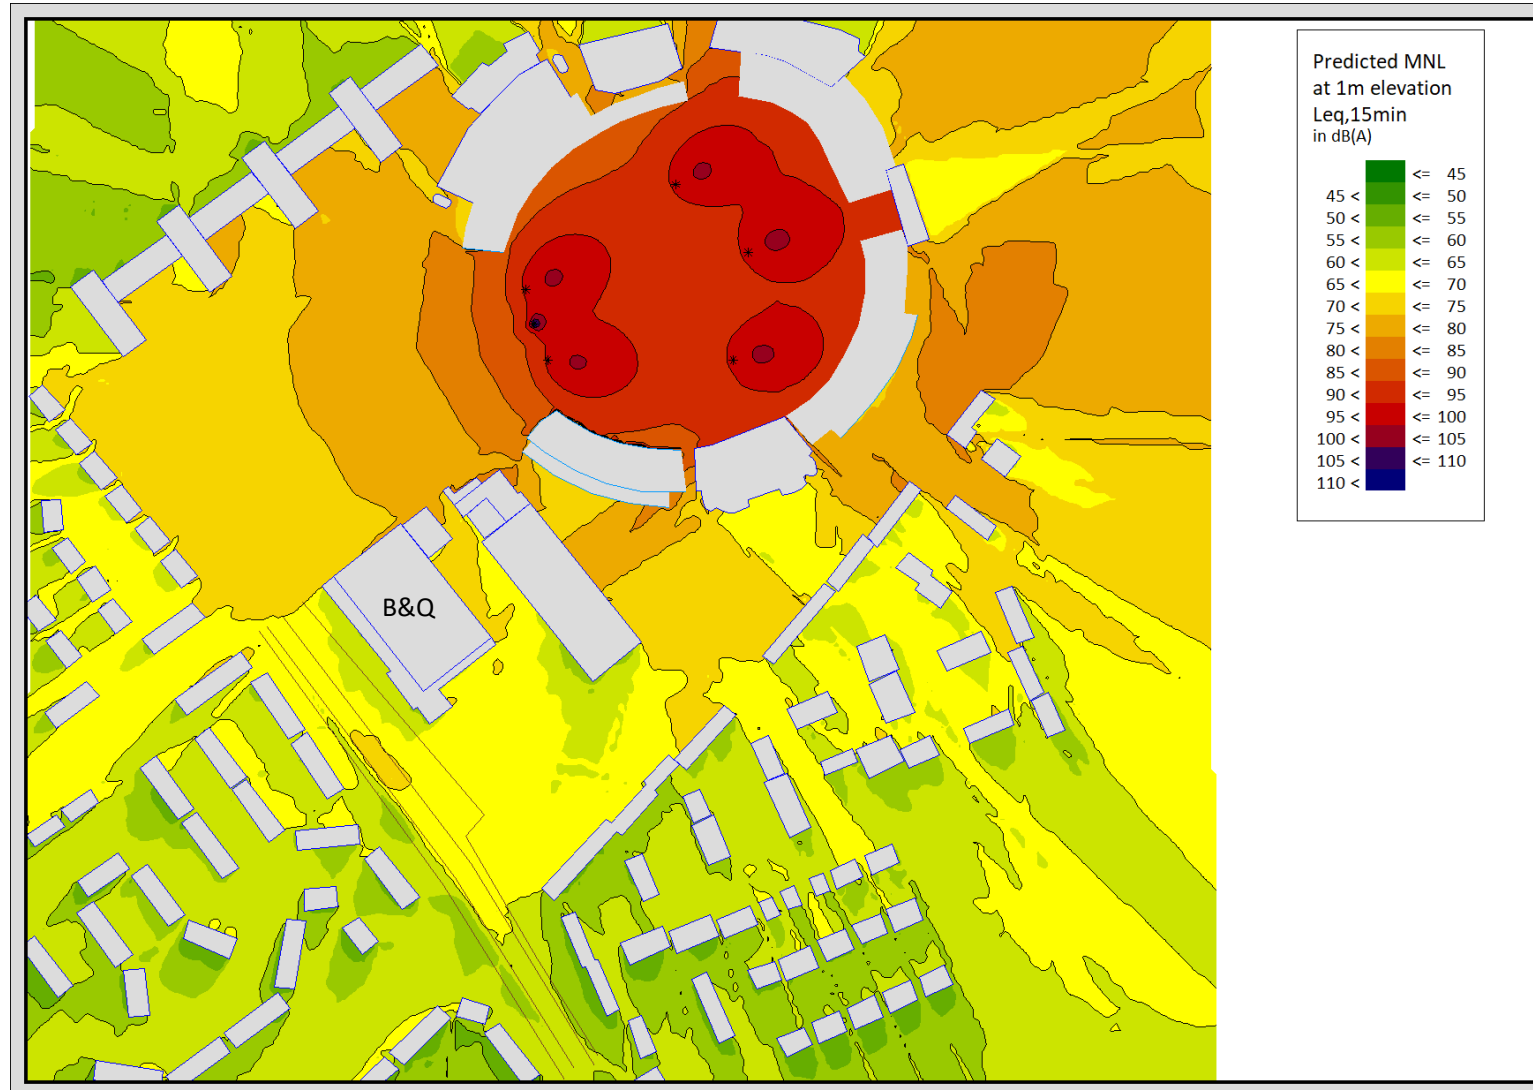 Predicted MNL
at 1m elevation
Leq,15min
in dB(A)
<= 45
45 < <= 50
50 < <= 55
55 < <= 60
60 < <= 65
65 < <= 70
70 < <= 75
75 < <= 80
80 < <= 85
85 < <= 90
90 < <= 95
95 < <= 100
100 < <= 105
105 < <= 110
110 <
B&Q